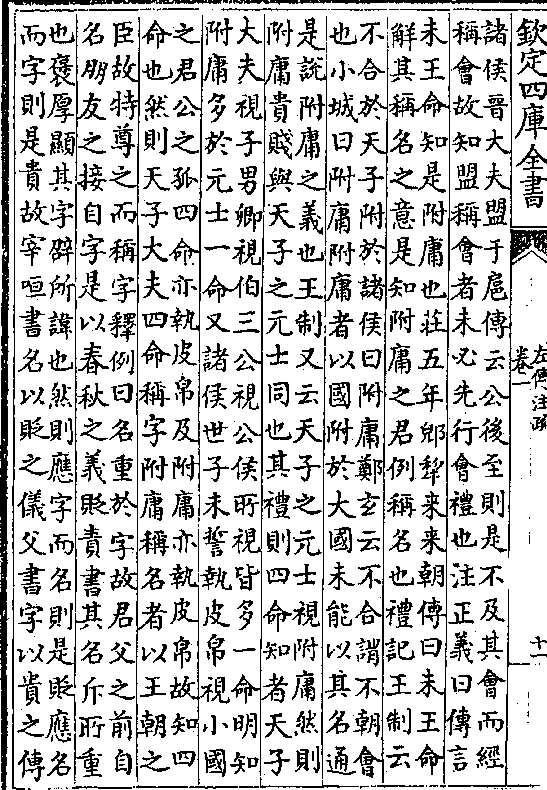 欽定四庫全書
左傳注疏
卷一
十一
諸侯晉大夫盟于扈傳云公後至則是不及其會而經
稱會故知盟稱會者未必先行會禮也注正義曰傳言
未王命知是附庸也莊五年郳犂来来朝傳曰未王命
解其稱名之意是知附庸之君例稱名也禮記王制云
不合於天子附於諸侯曰附庸鄭玄云不合謂不朝會
也小城曰附庸附庸者以國附於大國未能以其名通
是說附庸之義也王制又云天子之元士視附庸然則
附庸貴賤與天子之元士同也其禮則四命知者天子
大夫視子男卿視伯三公視公侯所視皆多一命明知
附庸多於元士一命又諸侯世子未誓執皮帛視小國
之君公之孤四命亦執皮帛及附庸亦執皮帛故知四
命也然則天子大夫四命稱字附庸稱名者以王朝之
臣故特尊之而稱字釋例曰名重於字故君父之前自
名朋友之接自字是以春秋之義貶責書其名斥所重
也褒厚顯其字辟所諱也然則應字而名則是貶應名
而字則是貴故宰咺書名以貶之儀父書字以貴之傳